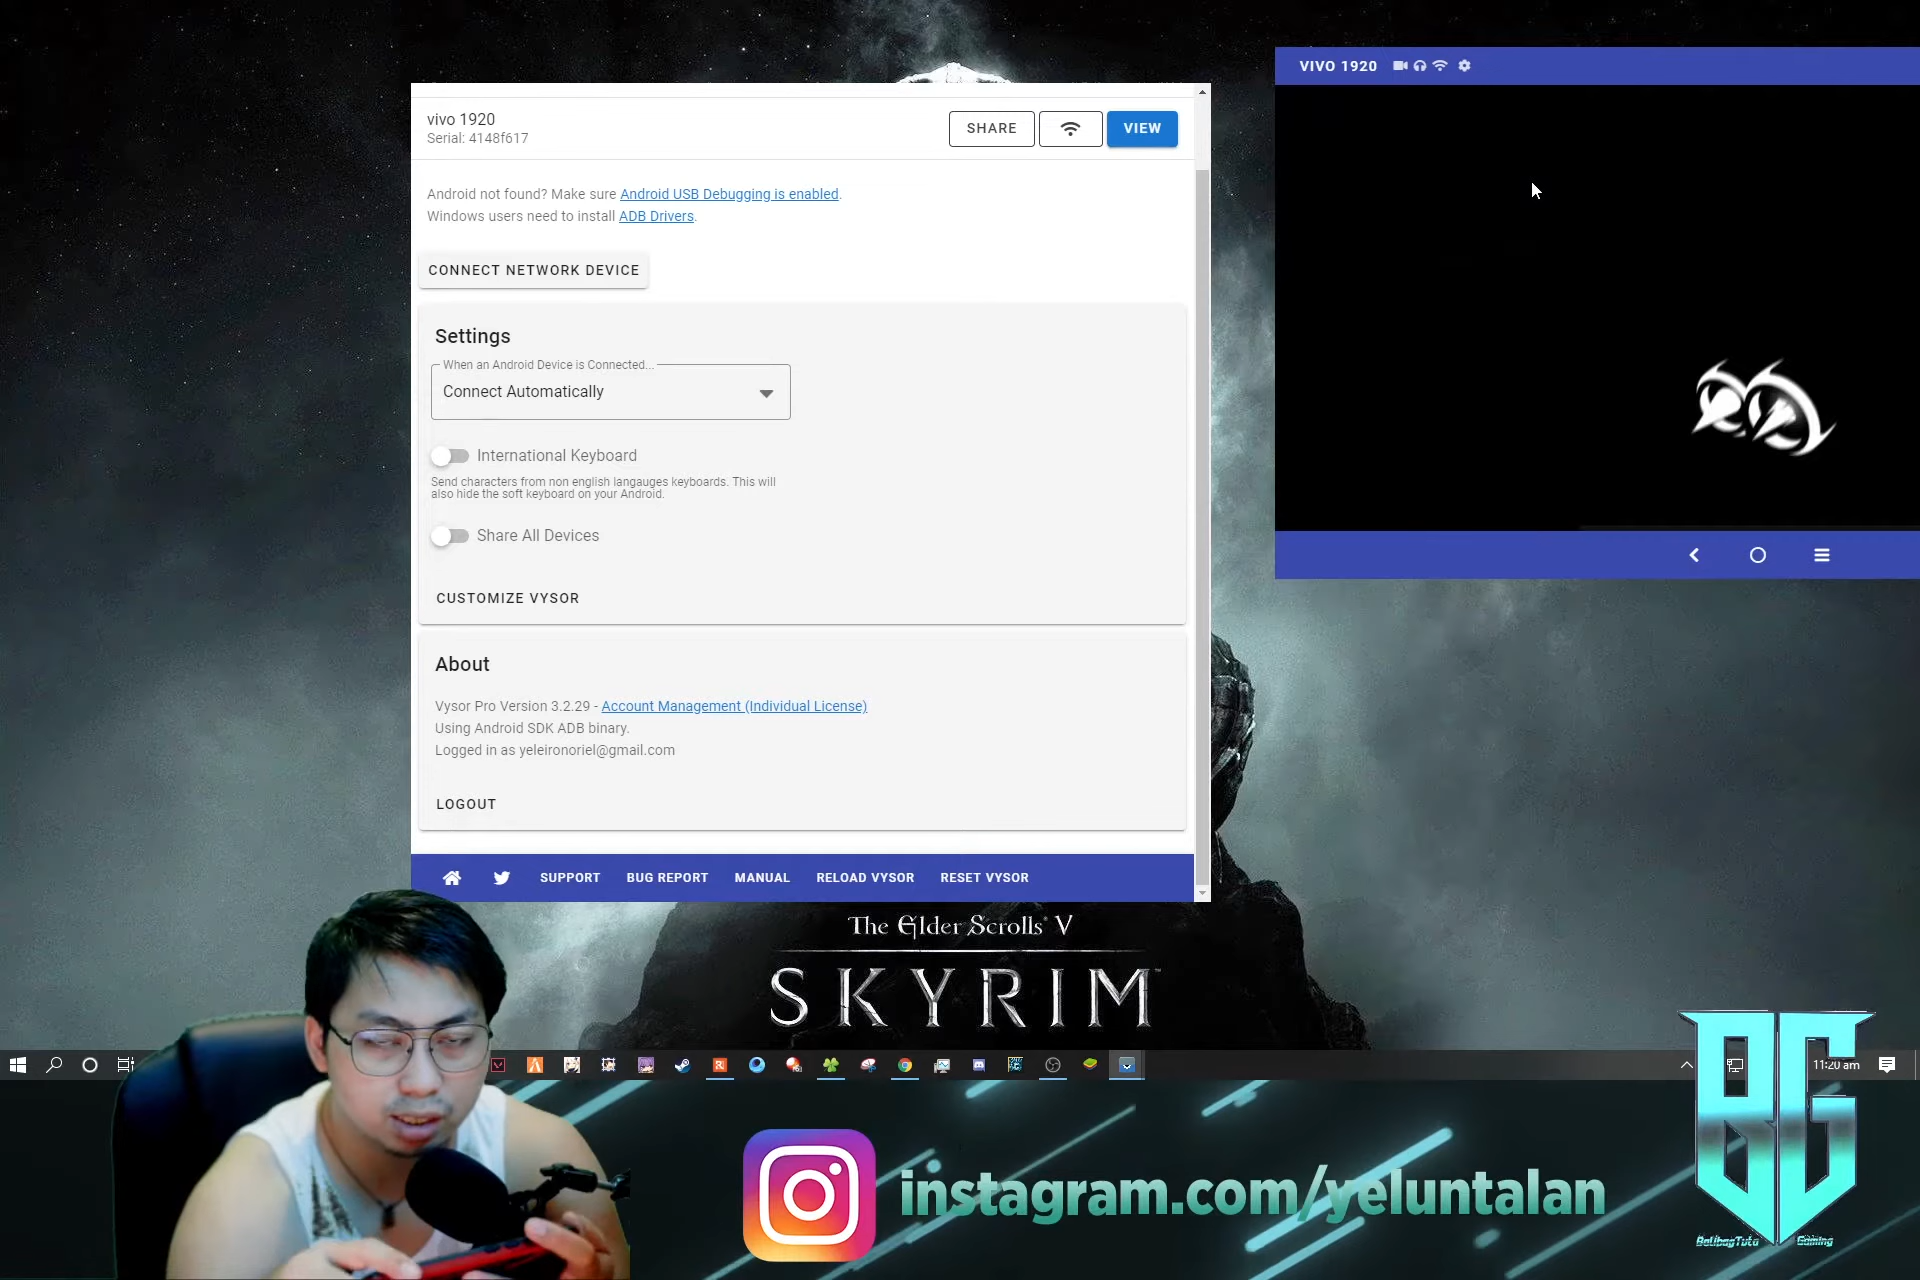 vivo 1920
Serial: 4148f617
SHARE
VIEW
Android not found? Make sure Android USB Debugging is enabled.
Windows users need to install ADB Drivers.
CONNECT NETWORK DEVICE
Settings
When an Android Device is Connected...
Connect Automatically
International Keyboard
Send characters from non english langauges keyboards. This will
also hide the soft keyboard on your Android.
Share All Devices
CUSTOMIZE VYSOR
About
Vysor Pro Version 3.2.29 - Account Management (Individual License)
Using Android SDK ADB binary.
Logged in as yeleironoriel@gmail.com
LOGOUT
SUPPORT BUG REPORT MANUAL RELOAD VYSOR RESET VYSOR
VIVO 1920
The Elder Scrolls V
SKYRIM™
11:20 am
instagram.com/yeluntalan
BG
BalibagTuta Gaming